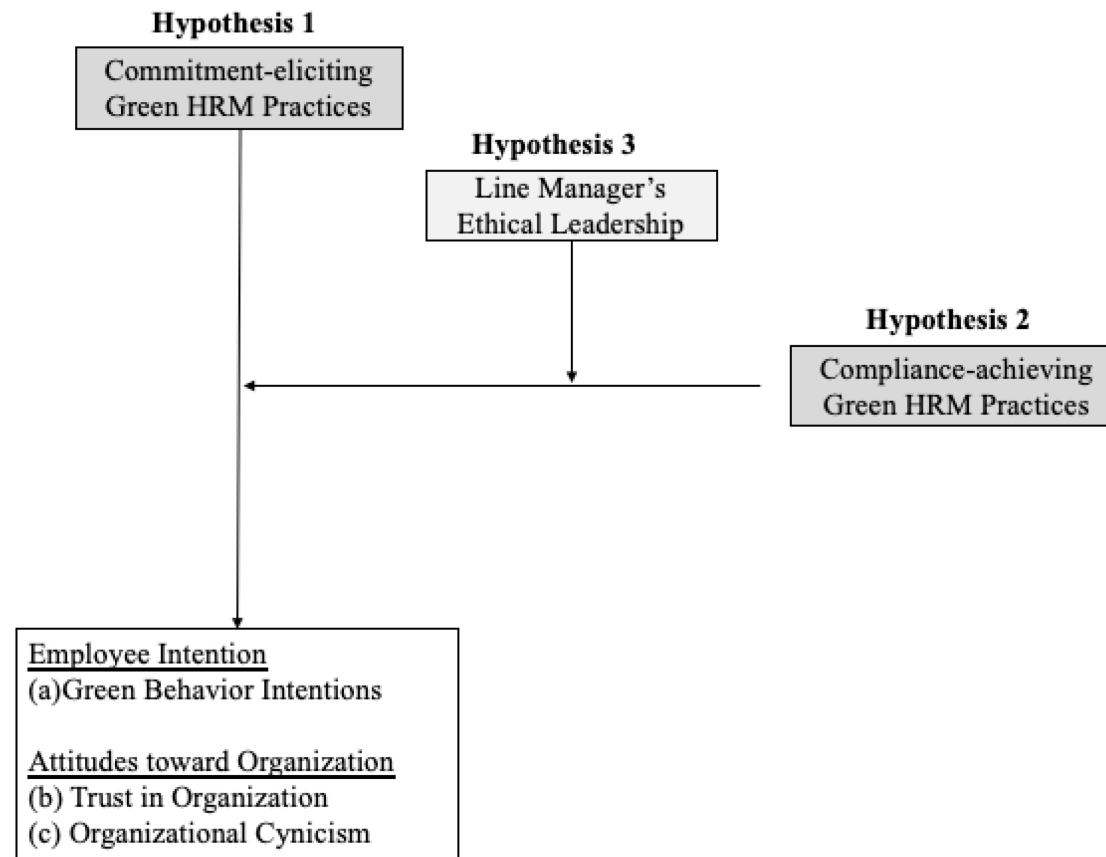 Hypothesis 1
Commitment-eliciting
Green HRM Practices
Hypothesis 3
Line Manager’s
Ethical Leadership
Hypothesis 2
Compliance-achieving
Green HRM Practices
Employee Intention
(a)Green Behavior Intentions
Attitudes toward Organization
(b) Trust in Organization
(c) Organizational Cynicism